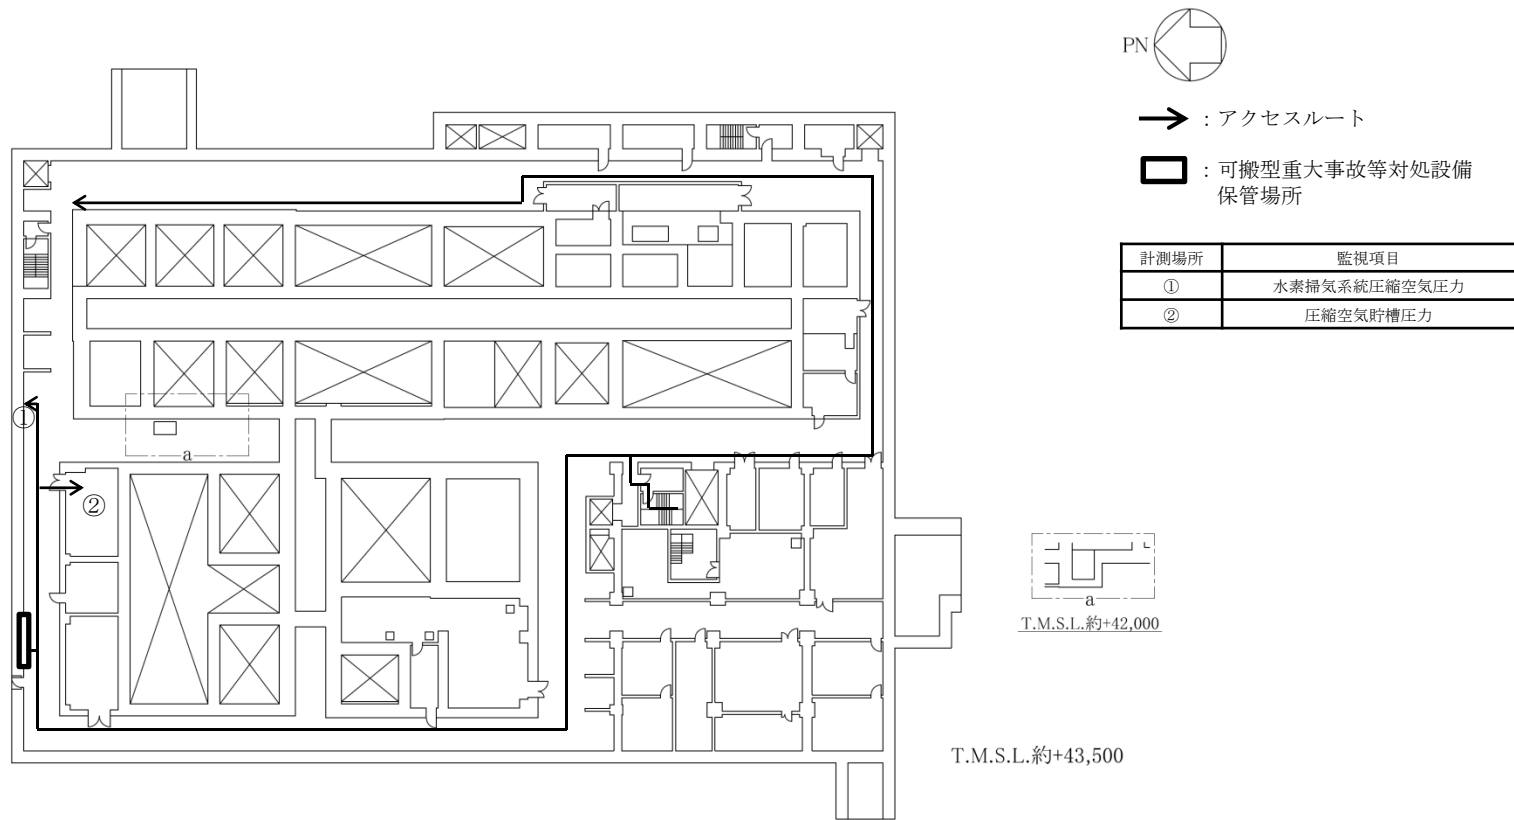 PN
：アクセスルート
：可搬型重大事故等対処設備
保管場所
計測場所 監視項目
① 水素掃気系統圧縮空気圧力
② 圧縮空気貯槽圧力
①
a
②
a
T.M.S.L.約+42,000
T.M.S.L.約+43,500